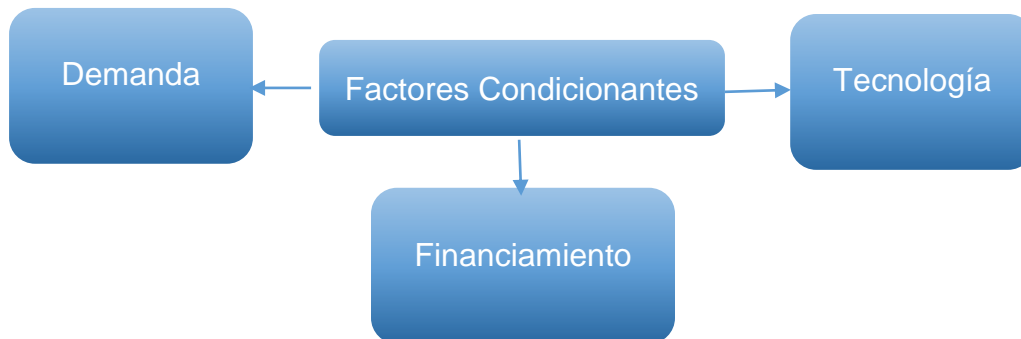 Demanda
Factores Condicionantes
Tecnología
Financiamiento